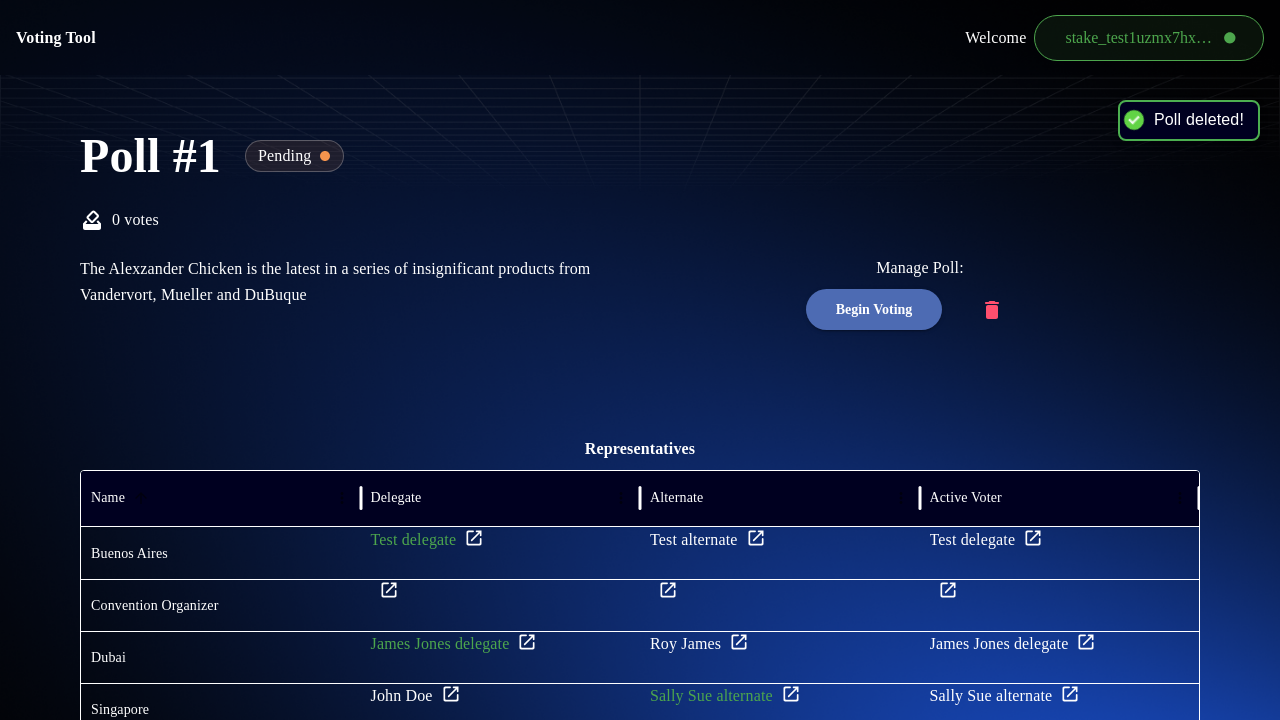 Voting Tool
Welcome
stake_test1uzmx7hx…
Poll deleted!
Poll #1
Pending
0 votes
The Alexzander Chicken is the latest in a series of insignificant products from
Vandervort, Mueller and DuBuque
Manage Poll:
Begin Voting
Representatives
Name Delegate Alternate Active Voter
Buenos Aires Test delegate Test alternate Test delegate
Convention Organizer
Dubai James Jones delegate Roy James James Jones delegate
Singapore John Doe Sally Sue alternate Sally Sue alternate